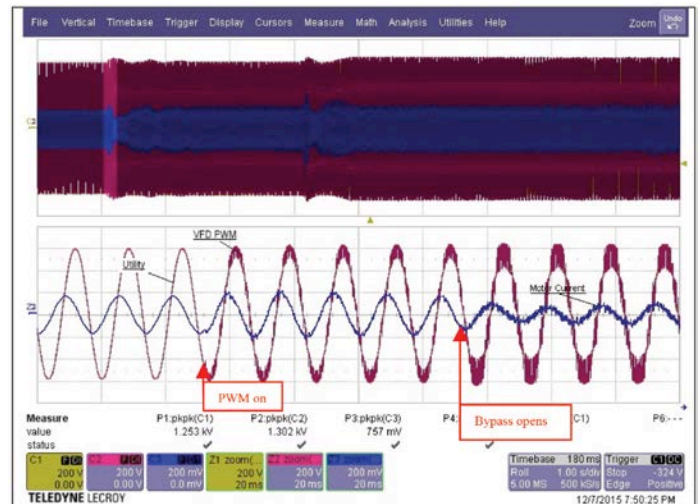 File Vertical Timebase Trigger Display Cursors Measure Math Analysis Utilities Help Zoom Undo
VFD PWM
Utility
Motor Current
PWM on
Bypass opens
Measure P1:pkpk(C1) P2:pkpk(C2) P3:pkpk(C3) P4: C1) P6:---
value 1.253 kV 1.302 kV 757 mV
status
C1 C2 C3 Z1 zoom(... Z2 zoom(... Z3 zoom(...
200 V 200 V 200 mV 200 V 200 V 200 mV
0.00 V 0.00 V 0.0 mV 20 ms 20 ms 20 ms
Timebase 180 ms Trigger C1 DC
Roll 1.00 s/div Stop -324 V
5.00 MS 500 kS/s Edge Positive
TELEDYNE LECROY 12/7/2015 7:50:25 PM